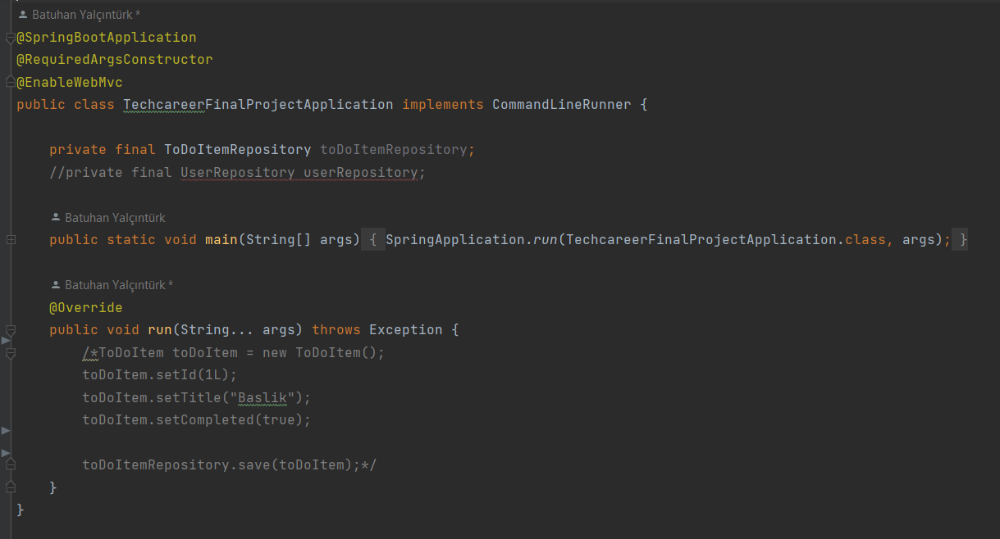 Batuhan Yalçıntürk *
@SpringBootApplication
@RequiredArgsConstructor
@EnableWebMvc
public class TechcareerFinalProjectApplication implements CommandLineRunner {
private final ToDoItemRepository toDoItemRepository;
//private final UserRepository userRepository;
Batuhan Yalçıntürk
public static void main(String[] args) { SpringApplication.run(TechcareerFinalProjectApplication.class, args); }
Batuhan Yalçıntürk *
@Override
public void run(String... args) throws Exception {
/*ToDoItem toDoItem = new ToDoItem();
toDoItem.setId(1L);
toDoItem.setTitle("Baslik");
toDoItem.setCompleted(true);
toDoItemRepository.save(toDoItem);*/
}
}